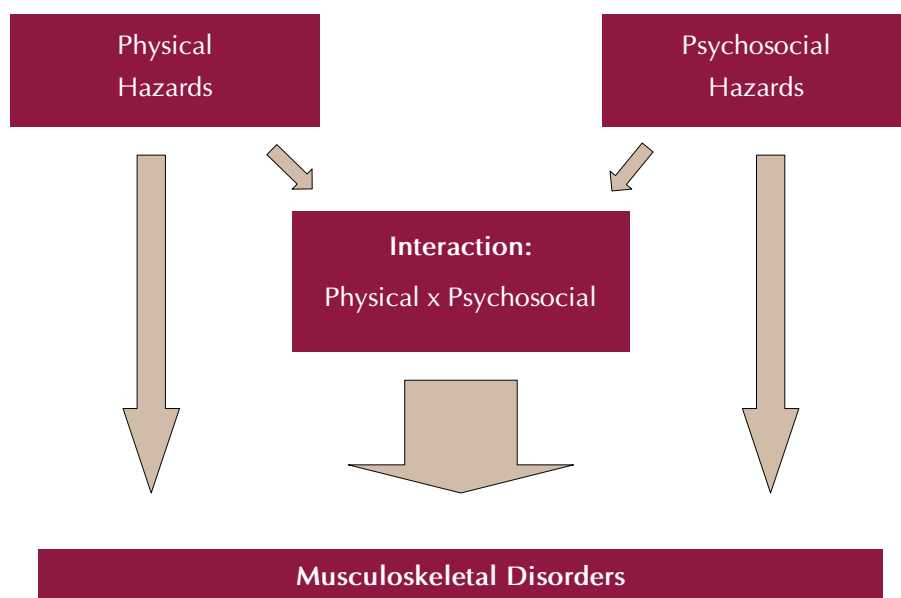 Physical
Hazards
Psychosocial
Hazards
Interaction:
Physical x Psychosocial
Musculoskeletal Disorders